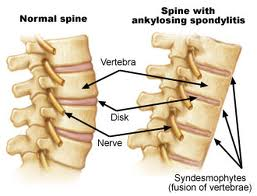 Normal spine
Spine with
ankylosing spondylitis
Vertebra
Disk
Nerve
Syndesmophytes
(fusion of vertebrae)